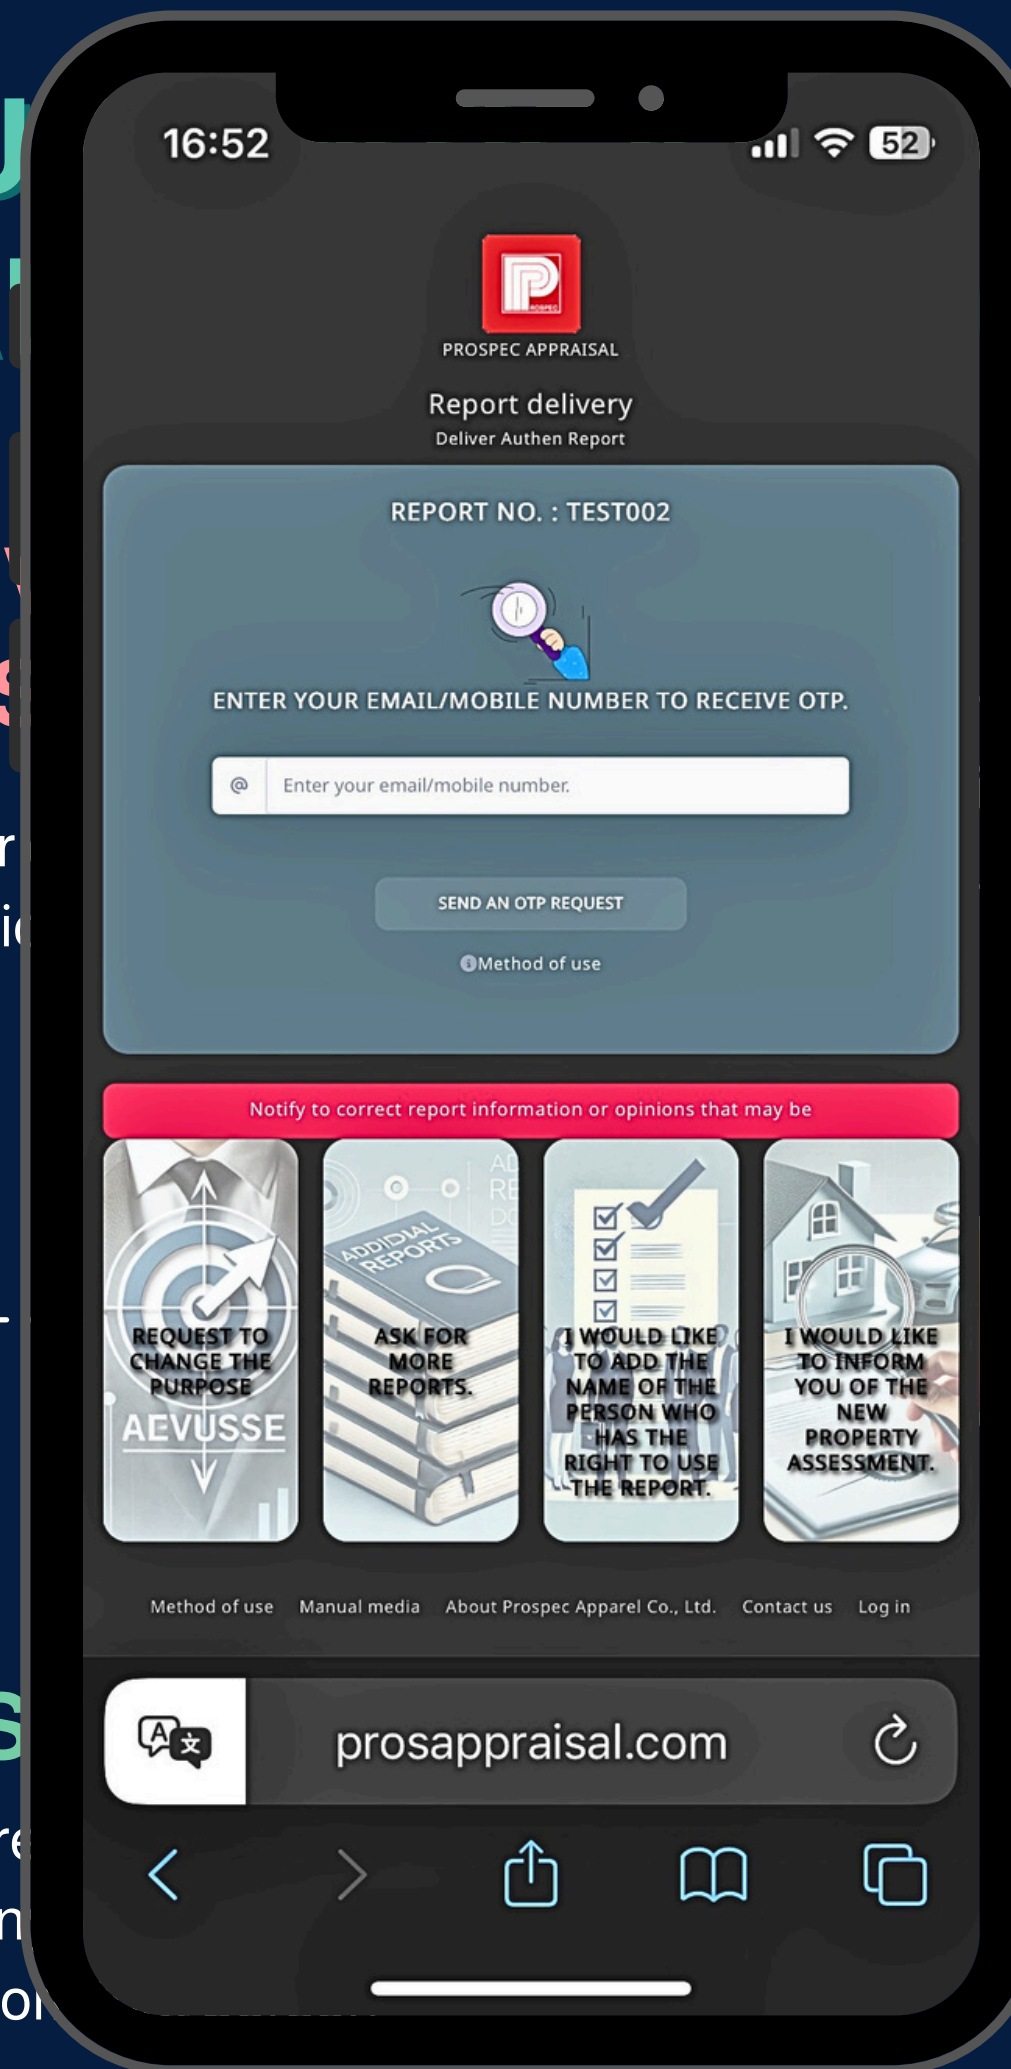 16:52
52
PROSPEC
PROSPEC APPRAISAL
Report delivery
Deliver Authen Report
REPORT NO. : TEST002
ENTER YOUR EMAIL/MOBILE NUMBER TO RECEIVE OTP.
@ Enter your email/mobile number.
SEND AN OTP REQUEST
Method of use
Notify to correct report information or opinions that may be
REQUEST TO
CHANGE THE
PURPOSE
AEVUSSE
ADDIDIAL
REPORTS
ASK FOR
MORE
REPORTS.
I WOULD LIKE
TO ADD THE
NAME OF THE
PERSON WHO
HAS THE
RIGHT TO USE
THE REPORT.
I WOULD LIKE
TO INFORM
YOU OF THE
NEW
PROPERTY
ASSESSMENT.
Method of use Manual media About Prospec Apparel Co., Ltd. Contact us Log in
prosappraisal.com